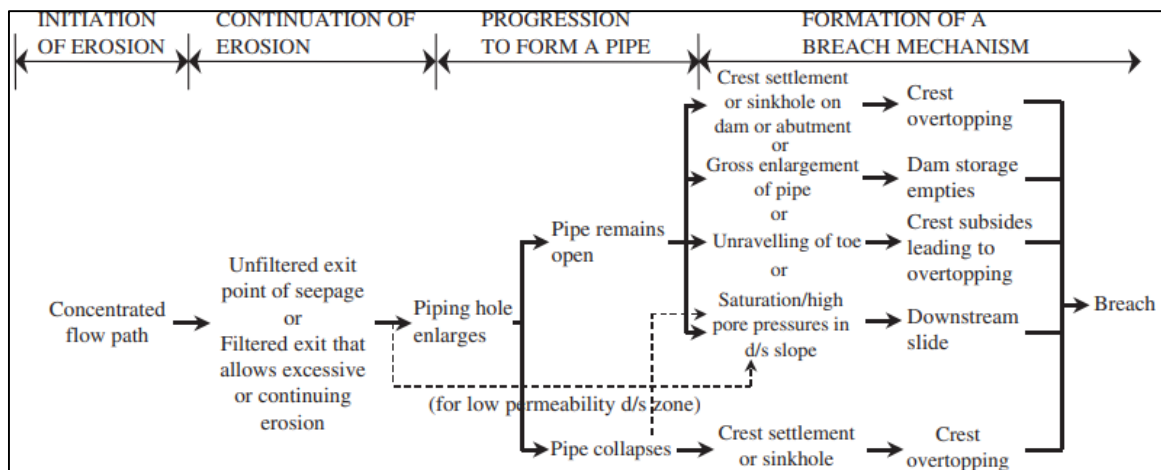 INITIATION
OF EROSION
CONTINUATION OF
EROSION
PROGRESSION
TO FORM A PIPE
FORMATION OF A
BREACH MECHANISM
Concentrated
flow path
Unfiltered exit
point of seepage
or
Filtered exit that
allows excessive
or continuing
erosion
Piping hole
enlarges
(for low permeability d/s zone)
Pipe remains
open
Pipe collapses
Crest settlement
or sinkhole on
dam or abutment
or
Gross enlargement
of pipe
or
Unravelling of toe
or
Saturation/high
pore pressures in
d/s slope
Crest settlement
or sinkhole
Crest
overtopping
Dam storage
empties
Crest subsides
leading to
overtopping
Downstream
slide
Crest
overtopping
Breach